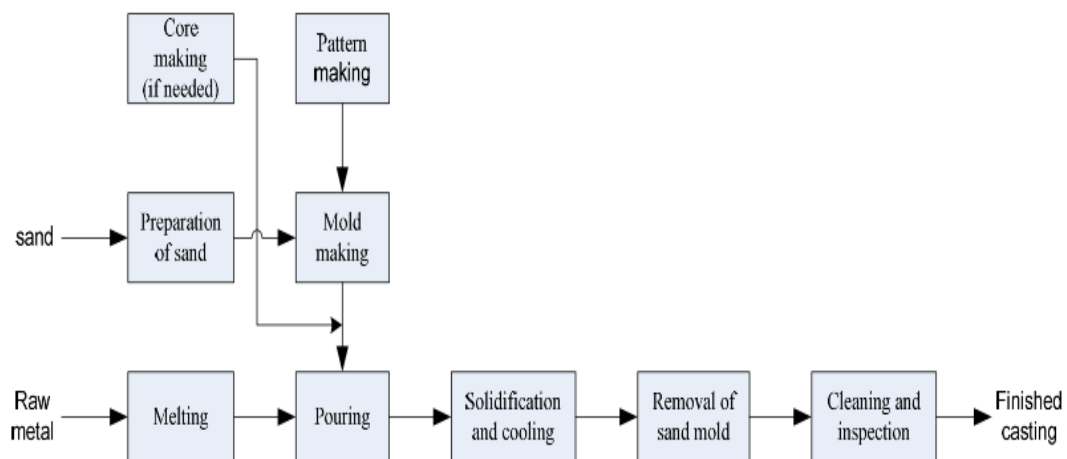 Core
making
(if needed)
Pattern
making
sand
Preparation
of sand
Mold
making
Raw
metal
Melting
Pouring
Solidification
and cooling
Removal of
sand mold
Cleaning and
inspection
Finished
casting